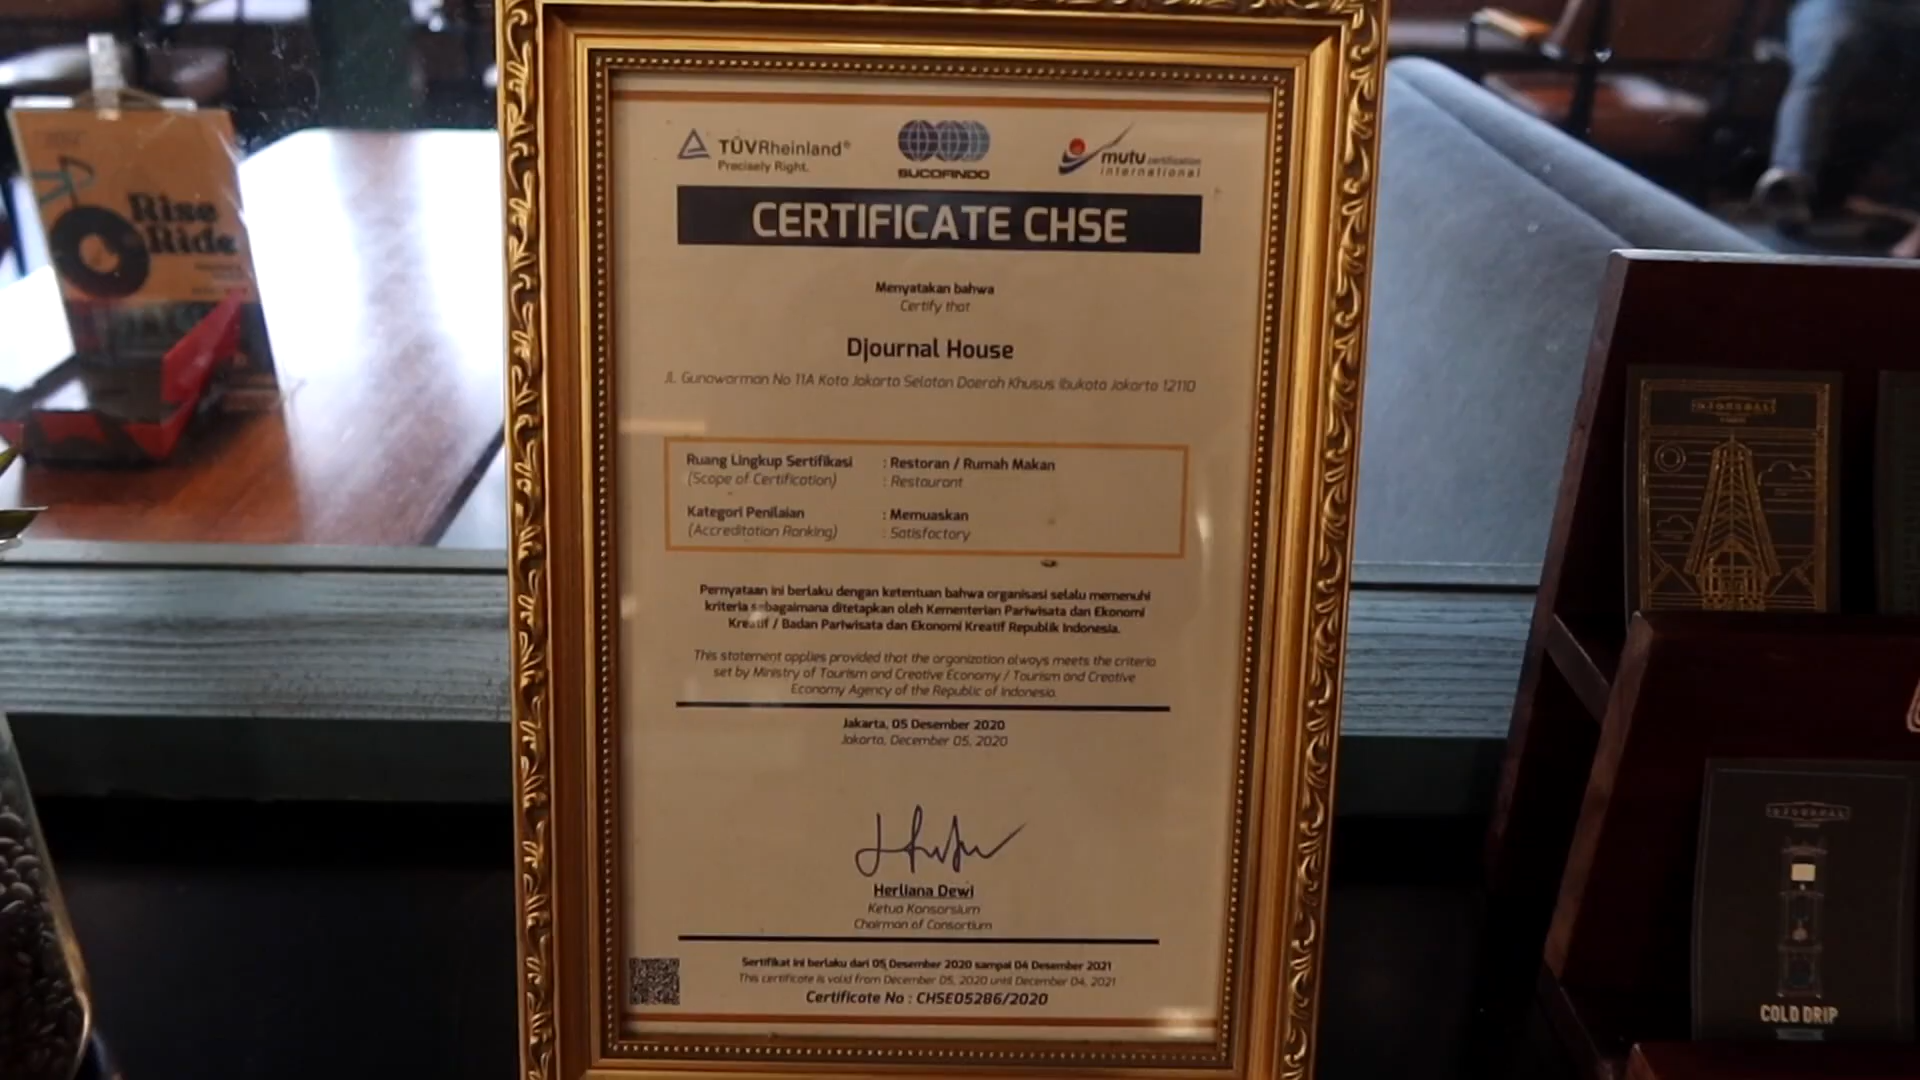 Rise
Ride
TÜVRheinland®
Precisely Right.
SUCOFINDO
mutu certification
international
CERTIFICATE CHSE
Menyatakan bahwa
Certify that
Djournal House
JL. Gunawarman No 11A Kota Jakarta Selatan Daerah Khusus Ibukota Jakarta 12110
Ruang Lingkup Sertifikasi : Restoran / Rumah Makan
(Scope of Certification) : Restaurant
Kategori Penilaian : Memuaskan
(Accreditation Ranking) : Satisfactory
Pernyataan ini berlaku dengan ketentuan bahwa organisasi selalu memenuhi
kriteria sebagaimana ditetapkan oleh Kementerian Pariwisata dan Ekonomi
Kreatif / Badan Pariwisata dan Ekonomi Kreatif Republik Indonesia.
This statement applies provided that the organization always meets the criteria
set by Ministry of Tourism and Creative Economy / Tourism and Creative
Economy Agency of the Republic of Indonesia.
Jakarta, 05 Desember 2020
Jakarta, December 05, 2020
Herliana Dewi
Ketua Konsorsium
Chairman of Consortium
Sertifikat ini berlaku dari 05 Desember 2020 sampai 04 Desember 2021
This certificate is valid from December 05, 2020 until December 04, 2021
Certificate No : CHSE05286/2020
DJOURNAL
DJOURNAL
COLD DRIP